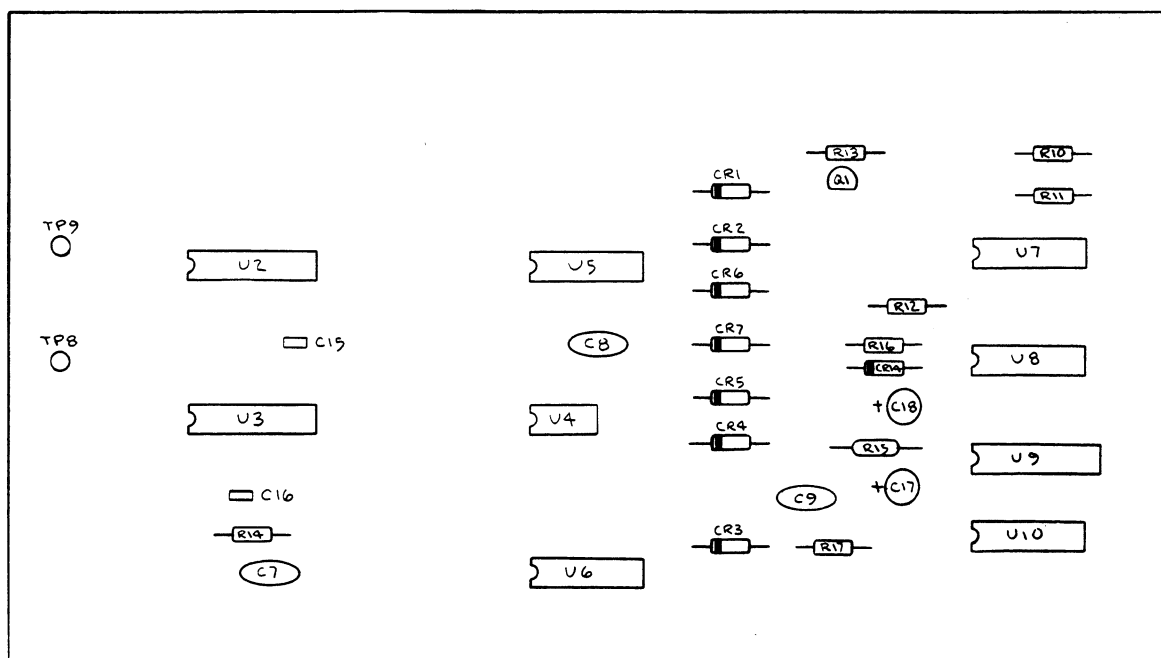 R13
R10
CR1
Q1
R11
TP9
CR2
U2
U5
U7
CR6
R12
TP8
C15
C8
CR7
R16
U8
CR14
CR5
+ C18
U3
U4
CR4
R15
U9
C16
C9
+ C17
R14
CR3
R17
U10
C7
U6